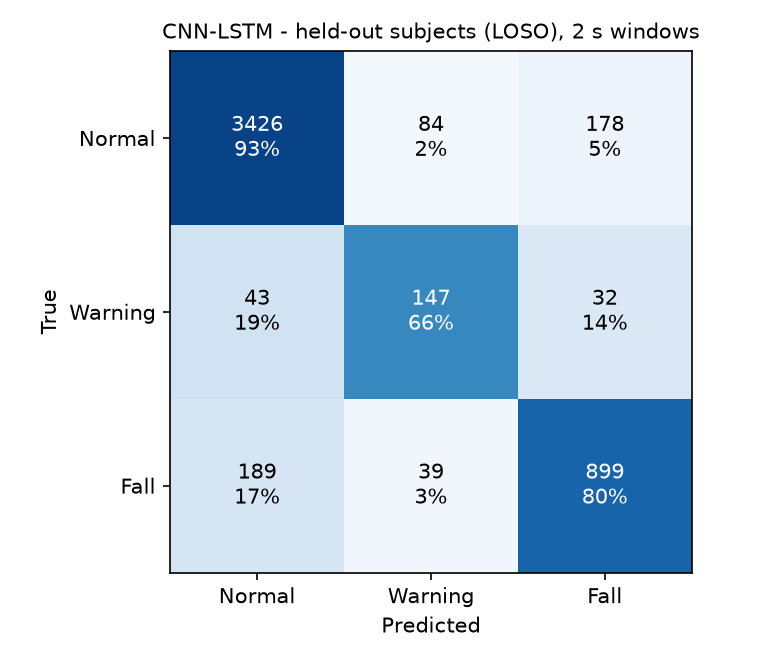 CNN-LSTM - held-out subjects (LOSO), 2 s windows
Normal
3426
93%
84
2%
178
5%
True
Warning
43
19%
147
66%
32
14%
Fall
189
17%
39
3%
899
80%
Normal
Warning
Fall
Predicted